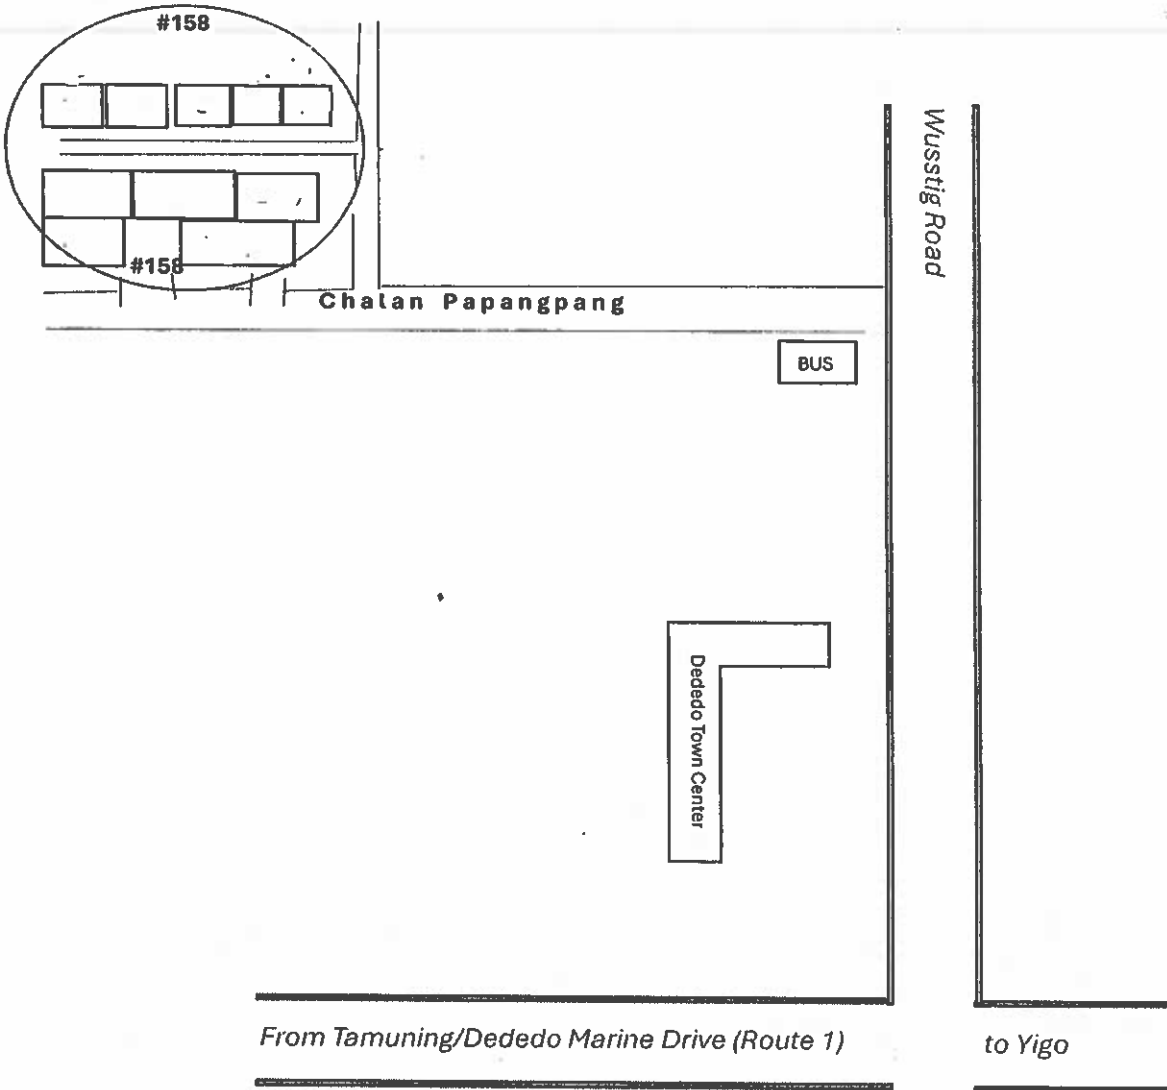 #158
Wusstig Road
#158
Chalan Papangpang
BUS
Dededo Town Center
From Tamuning/Dededo Marine Drive (Route 1)
to Yigo